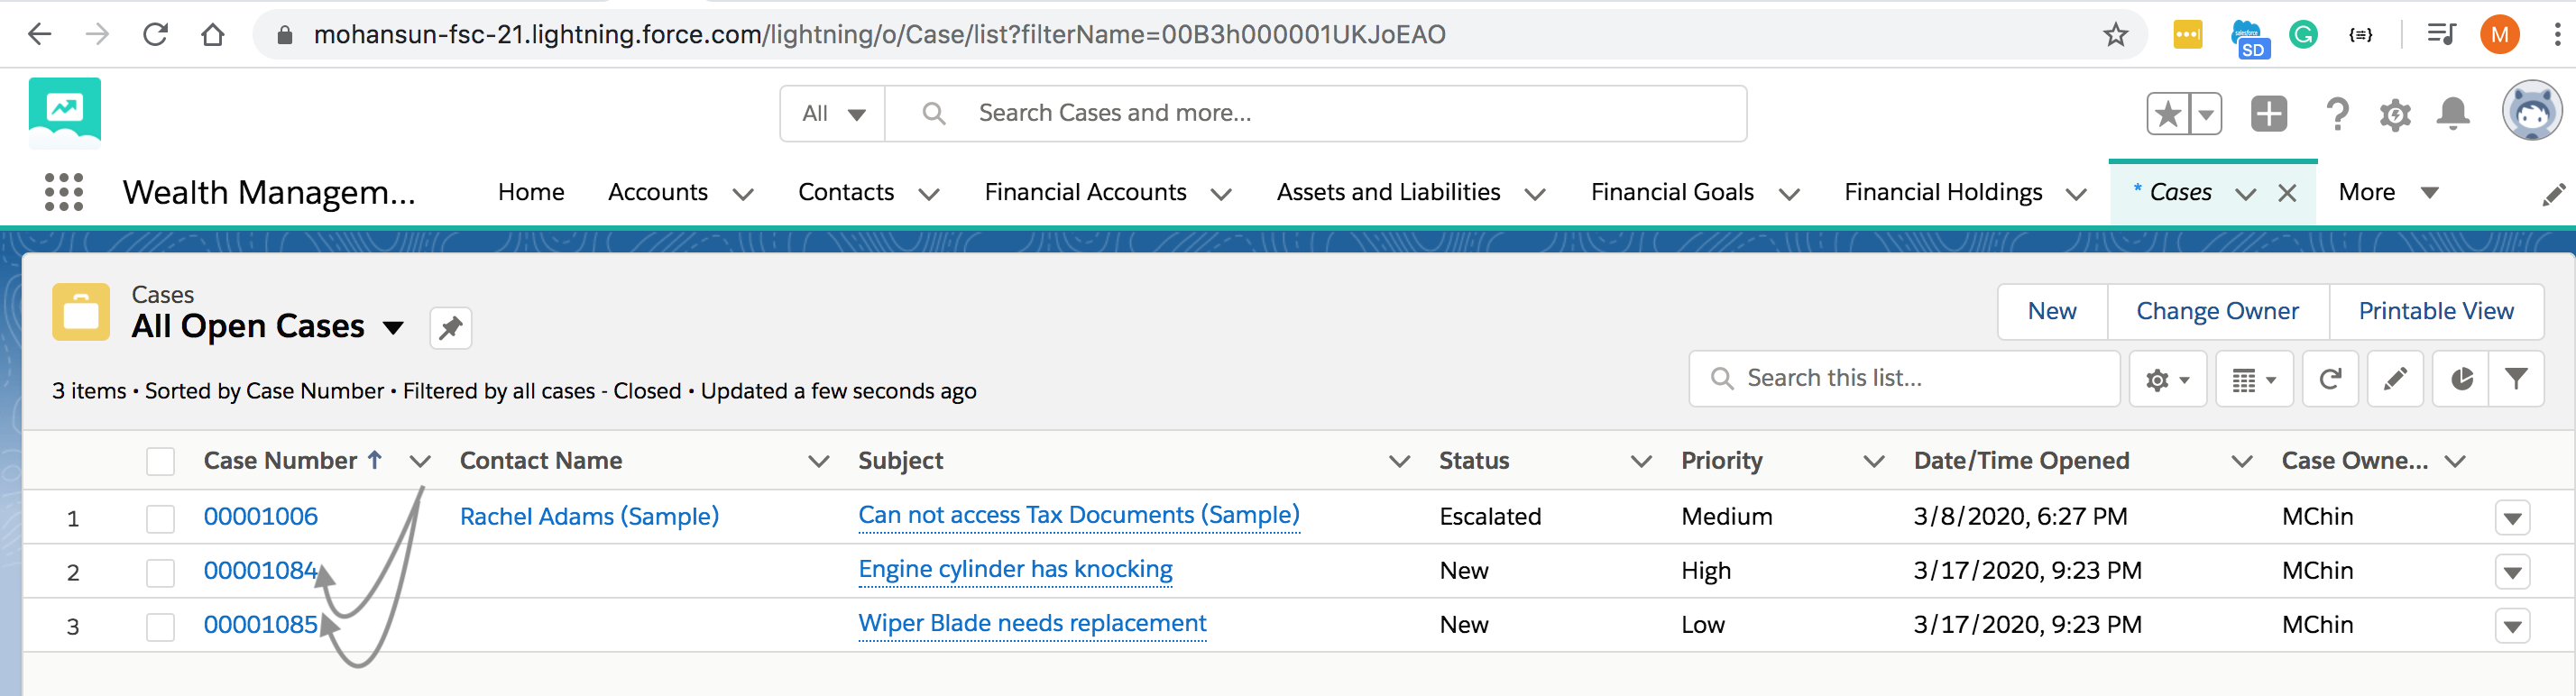 mohansun-fsc-21.lightning.force.com/lightning/o/Case/list?filterName=00B3h000001UKJoEAO
salesforce
SD
G
{≡}
M
All Search Cases and more...
Wealth Managem... Home Accounts Contacts Financial Accounts Assets and Liabilities Financial Goals Financial Holdings * Cases More
Cases
All Open Cases
New Change Owner Printable View
3 items • Sorted by Case Number • Filtered by all cases - Closed • Updated a few seconds ago
Search this list...
Case Number ↑ Contact Name Subject Status Priority Date/Time Opened Case Owne...
1 00001006 Rachel Adams (Sample) Can not access Tax Documents (Sample) Escalated Medium 3/8/2020, 6:27 PM MChin
2 00001084 Engine cylinder has knocking New High 3/17/2020, 9:23 PM MChin
3 00001085 Wiper Blade needs replacement New Low 3/17/2020, 9:23 PM MChin